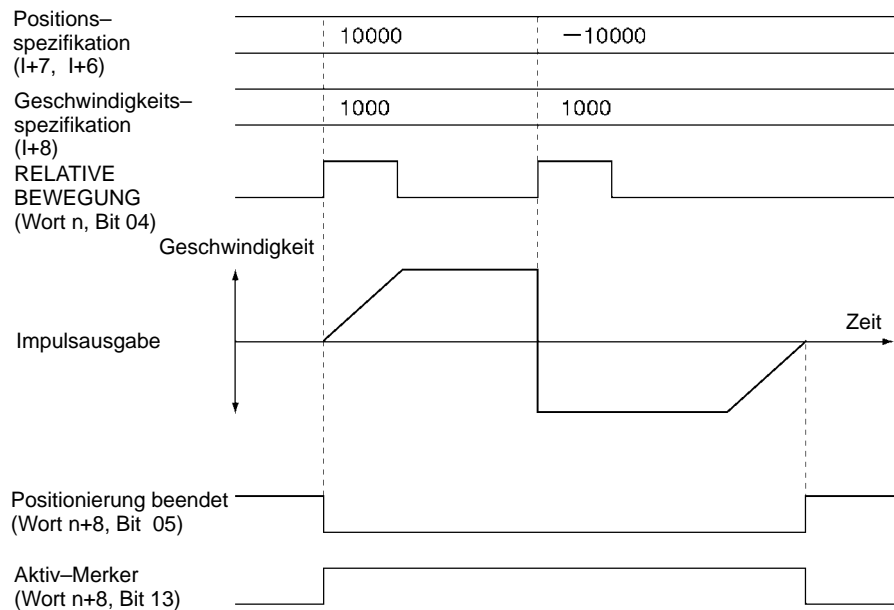 Positions–
spezifikation
(I+7, I+6)
10000
−10000
Geschwindigkeits–
spezifikation
(I+8)
1000
1000
RELATIVE
BEWEGUNG
(Wort n, Bit 04)
Geschwindigkeit
Impulsausgabe
Zeit
Positionierung beendet
(Wort n+8, Bit 05)
Aktiv–Merker
(Wort n+8, Bit 13)